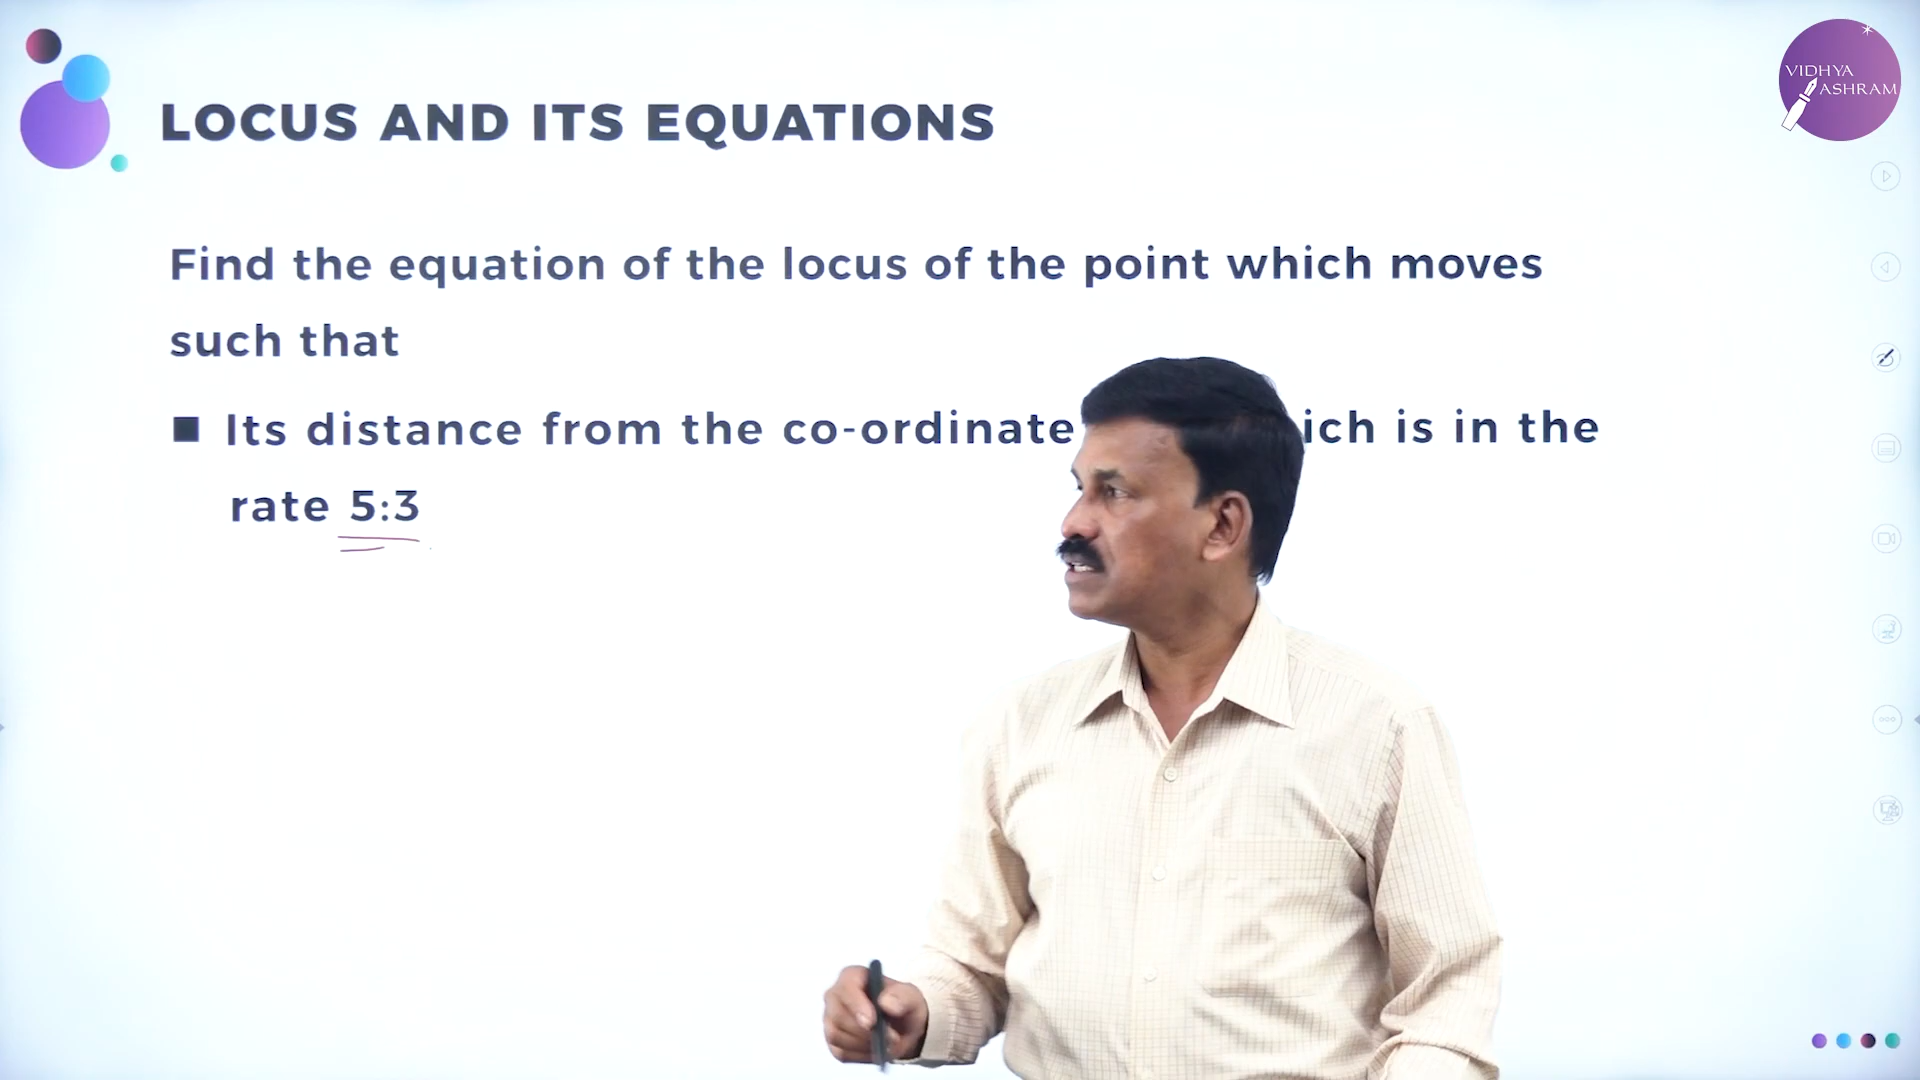 VIDHYA
ASHRAM
LOCUS AND ITS EQUATIONS
Find the equation of the locus of the point which moves
such that
Its distance from the co-ordinate ich is in the
rate 5:3